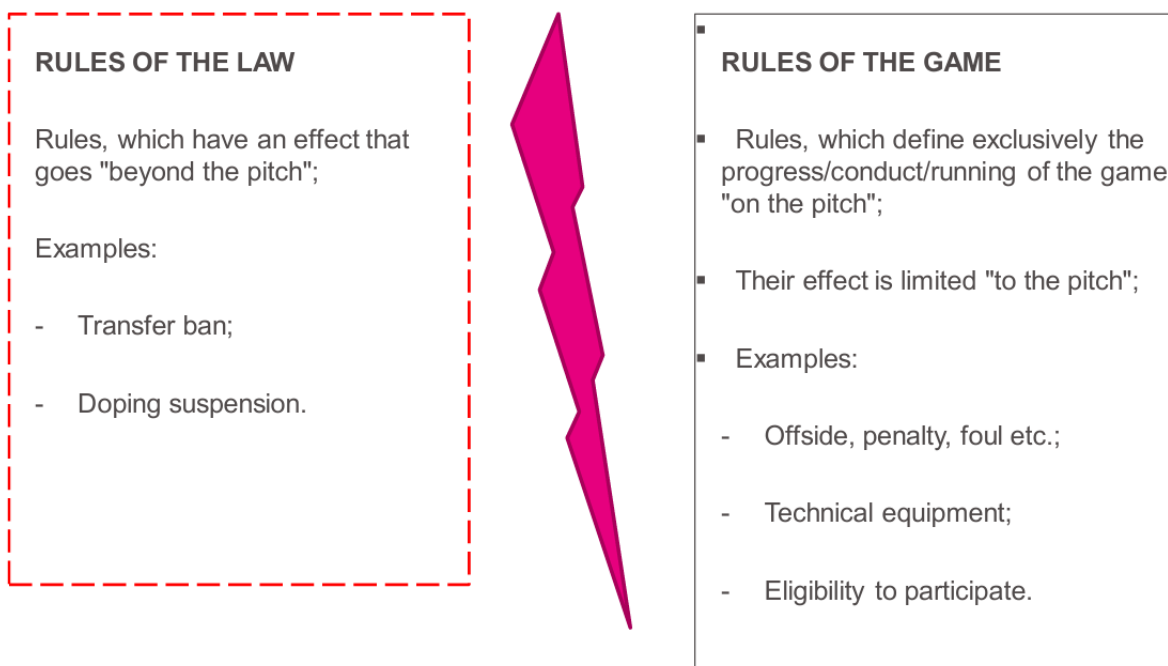 RULES OF THE LAW
Rules, which have an effect that
goes "beyond the pitch";
Examples:
- Transfer ban;
- Doping suspension.
RULES OF THE GAME
Rules, which define exclusively the
progress/conduct/running of the game
"on the pitch";
Their effect is limited "to the pitch";
Examples:
- Offside, penalty, foul etc.;
- Technical equipment;
- Eligibility to participate.